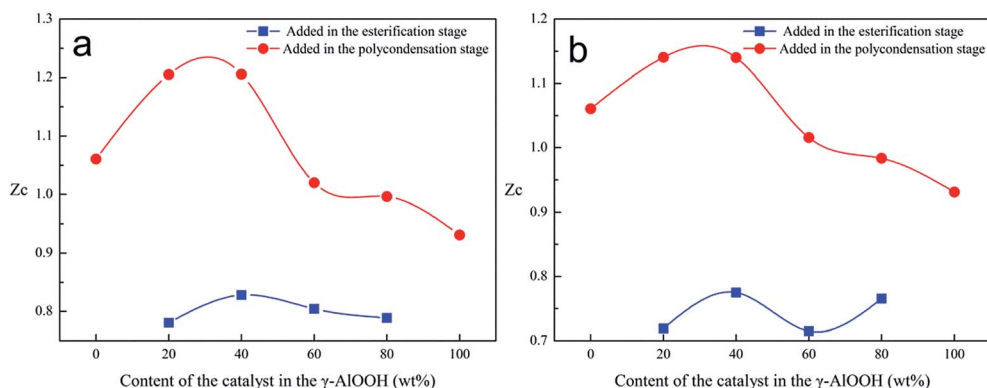 a
Added in the esterification stage
Added in the polycondensation stage
1.3
1.2
1.1
1.0
0.9
0.8
Zc
0 20 40 60 80 100
Content of the catalyst in the γ-AlOOH (wt%)
b
Added in the esterification stage
Added in the polycondensation stage
1.2
1.1
1.0
0.9
0.8
0.7
Zc
0 20 40 60 80 100
Content of the catalyst in the γ-AlOOH (wt%)